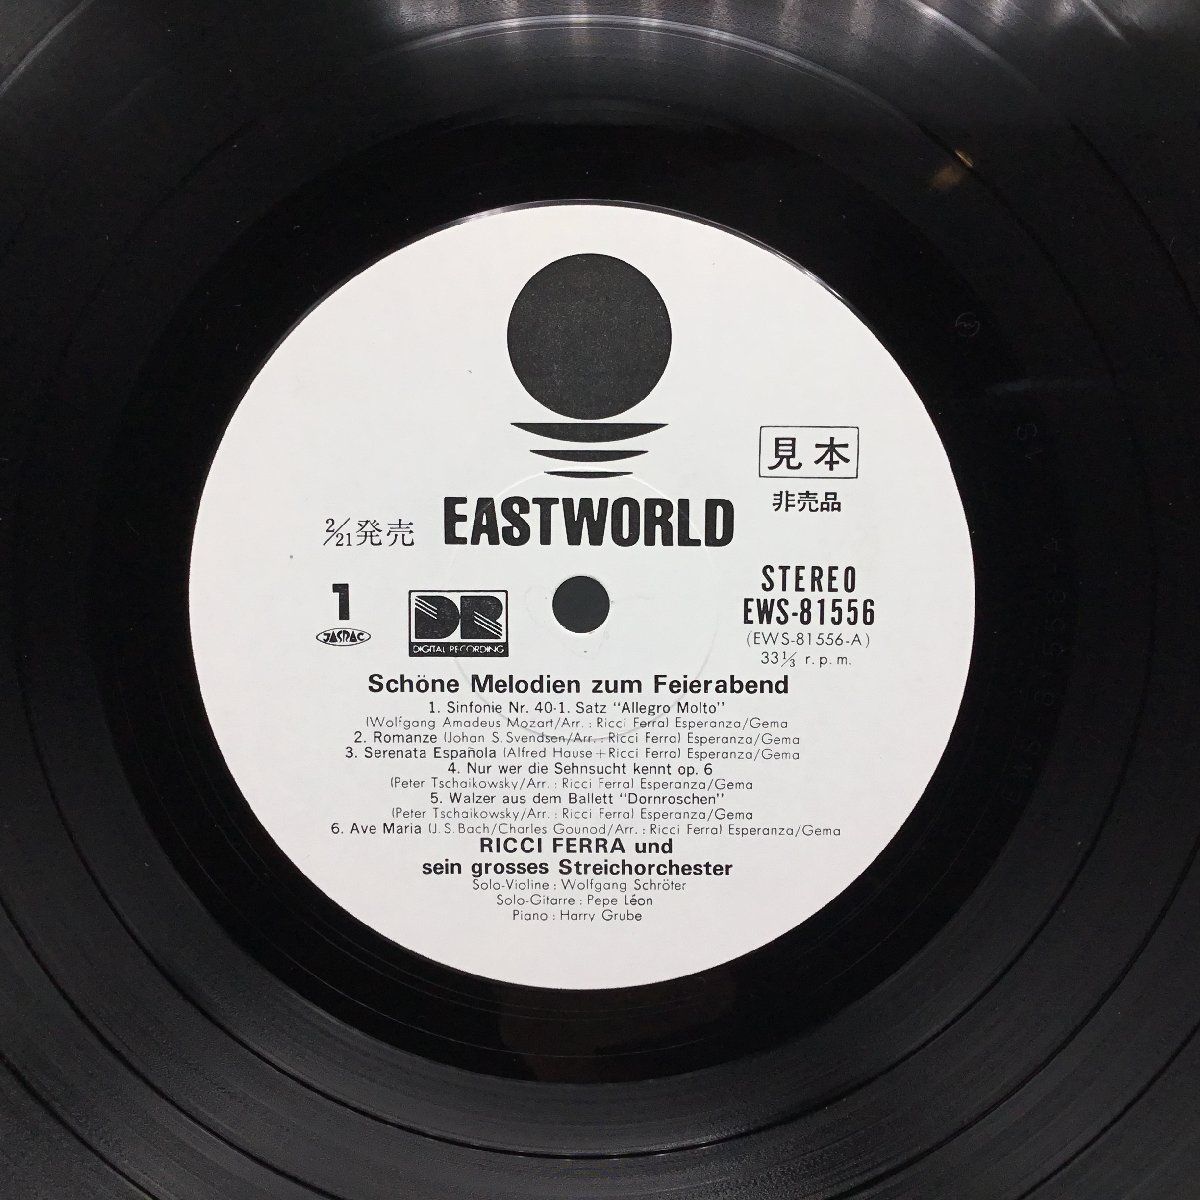 見本
非売品
2/21発売
EASTWORLD
1
JASRAC
DR
DIGITAL RECORDING
STEREO
EWS-81556
(EWS-81556-A)
33 1/3 r.p.m.
Schöne Melodien zum Feierabend
1. Sinfonie Nr. 40-1. Satz "Allegro Molto"
(Wolfgang Amadeus Mozart/Arr.: Ricci Ferra) Esperanza/Gema
2. Romanze (Johan S. Svendsen/Arr.: Ricci Ferra) Esperanza/Gema
3. Serenata Española (Alfred Hause+Ricci Ferra) Esperanza/Gema
4. Nur wer die Sehnsucht kennt op. 6
(Peter Tschaikowsky/Arr.: Ricci Ferra) Esperanza/Gema
5. Walzer aus dem Ballett "Dornroschen"
(Peter Tschaikowsky/Arr.: Ricci Ferra) Esperanza/Gema
6. Ave Maria (J. S. Bach/Charles Gounod/Arr.: Ricci Ferra) Esperanza/Gema
RICCI FERRA und
sein grosses Streichorchester
Solo-Violine: Wolfgang Schröter
Solo-Gitarre: Pepe Léon
Piano: Harry Grube